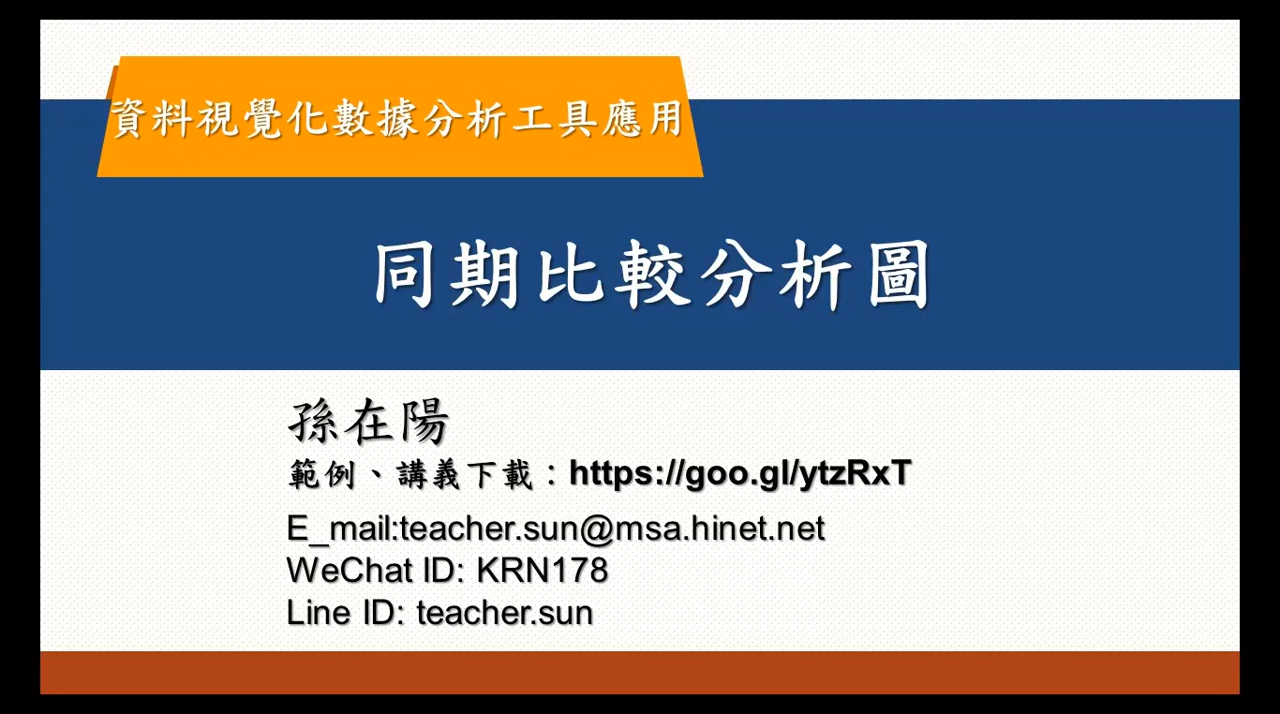 資料視覺化數據分析工具應用
同期比較分析圖
孫在陽
範例、講義下載：https://goo.gl/ytzRxT
E_mail:teacher.sun@msa.hinet.net
WeChat ID: KRN178
Line ID: teacher.sun